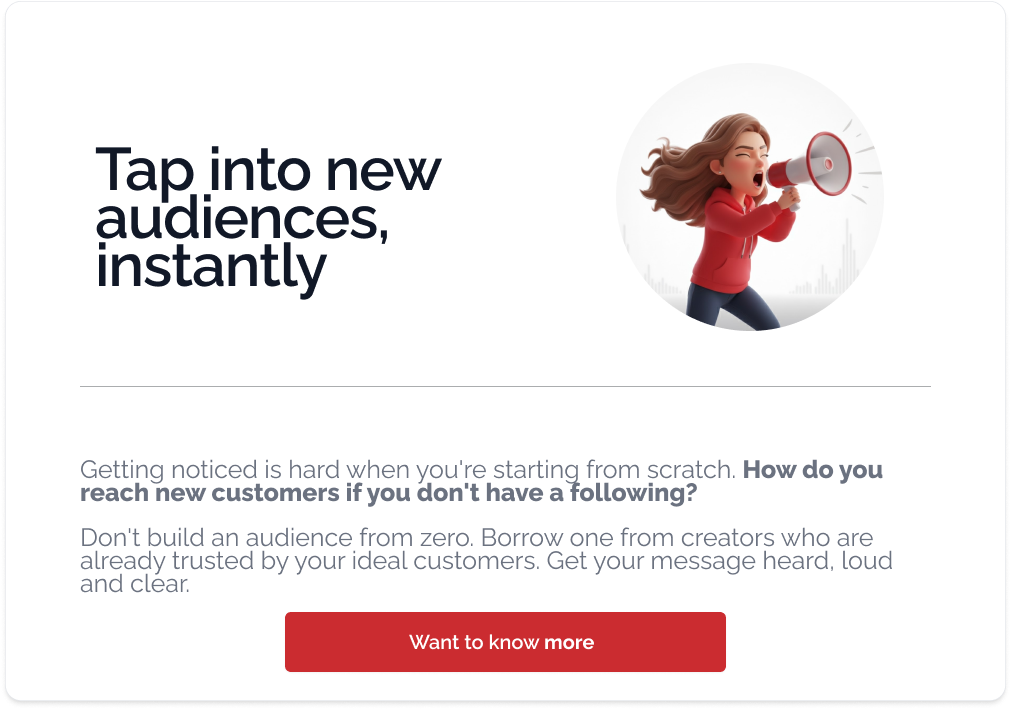 Tap into new
audiences,
instantly
Getting noticed is hard when you're starting from scratch. How do you
reach new customers if you don't have a following?
Don't build an audience from zero. Borrow one from creators who are
already trusted by your ideal customers. Get your message heard, loud
and clear.
Want to know more